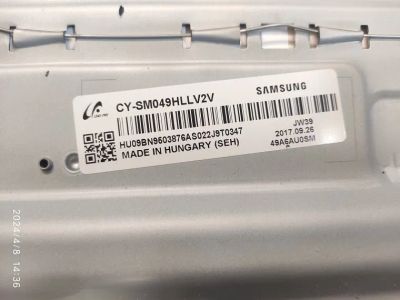 CY-SM049HLLV2V
SAMSUNG
JW39
2017.09.26
49A6AU0SM
HU09BN9603876AS022J9T0347
MADE IN HUNGARY (SEH)
2024/4/8 14:36